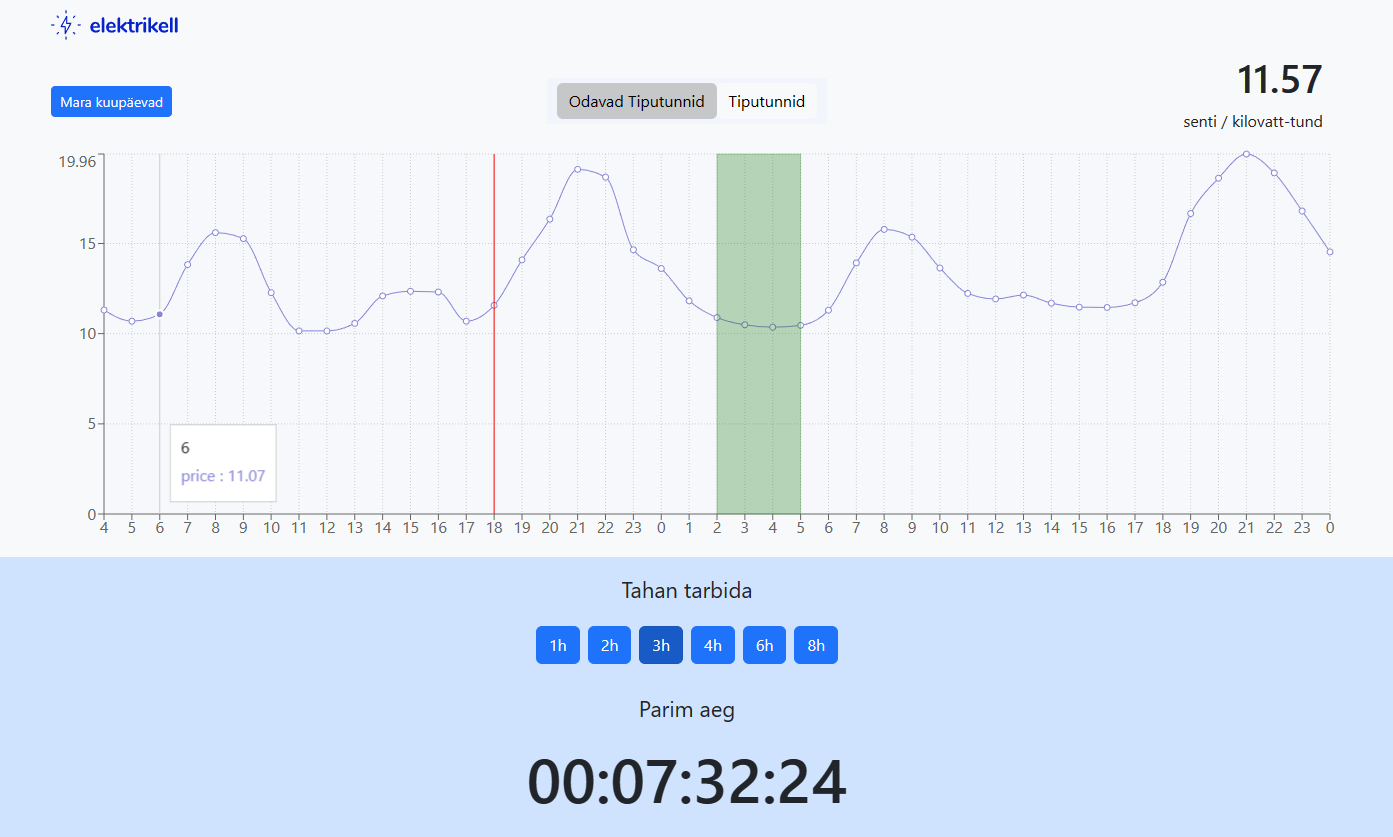 elektrikell
Mara kuupäevad
Odavad Tiputunnid Tiputunnid
11.57
senti / kilovatt-tund
19.96
15
10
5
0
6
price : 11.07
4 5 6 7 8 9 10 11 12 13 14 15 16 17 18 19 20 21 22 23 0 1 2 3 4 5 6 7 8 9 10 11 12 13 14 15 16 17 18 19 20 21 22 23 0
Tahan tarbida
1h 2h 3h 4h 6h 8h
Parim aeg
00:07:32:24